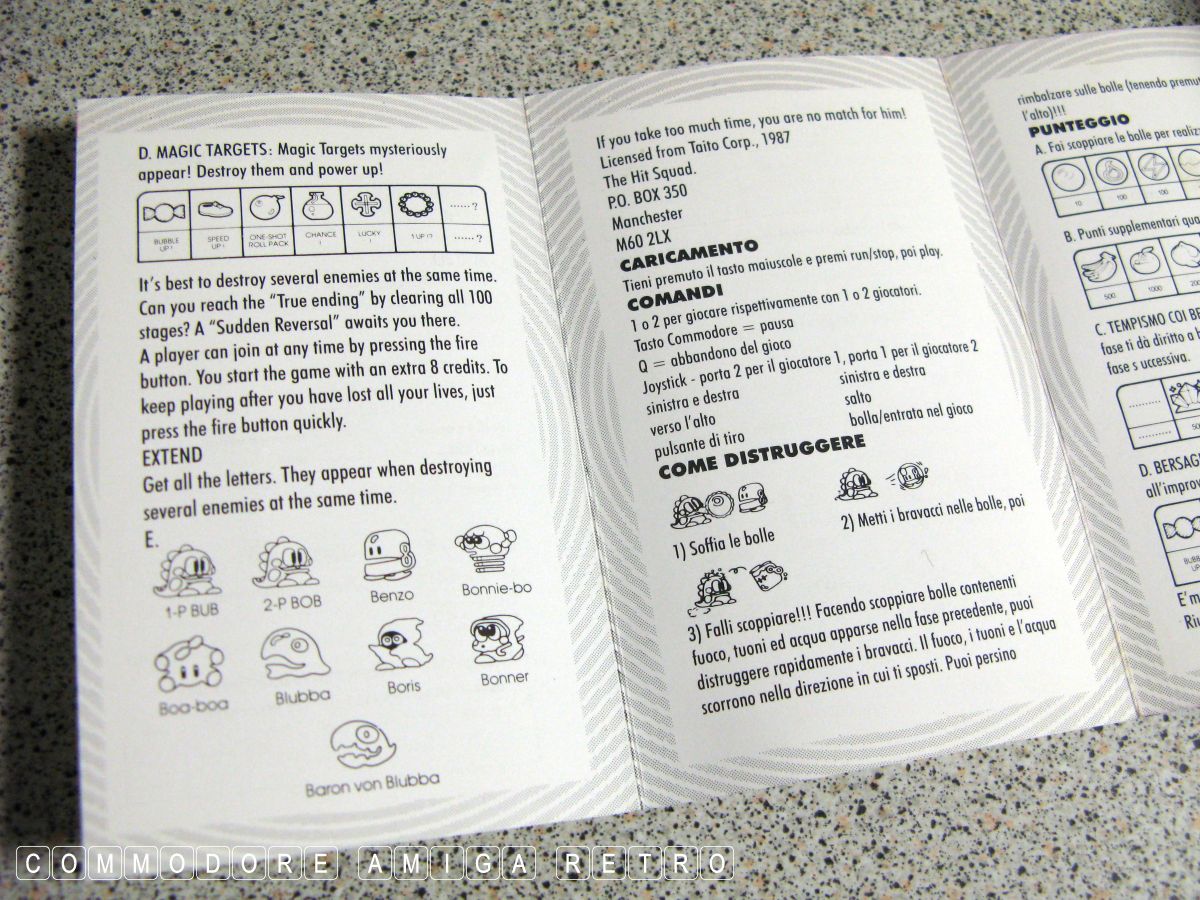 D. MAGIC TARGETS: Magic Targets mysteriously
appear! Destroy them and power up!
BUBBLE UP!
SPEED UP!
ONE-SHOT ROLL PACK
CHANCE !
LUCKY !
1 UP !?
...... ?
...... ?
It's best to destroy several enemies at the same time.
Can you reach the "True ending" by clearing all 100
stages? A "Sudden Reversal" awaits you there.
A player can join at any time by pressing the fire
button. You start the game with an extra 8 credits. To
keep playing after you have lost all your lives, just
press the fire button quickly.
EXTEND
Get all the letters. They appear when destroying
several enemies at the same time.
E.
1-P BUB
2-P BOB
Benzo
Bonnie-bo
Boa-boa
Blubba
Boris
Bonner
Baron von Blubba
If you take too much time, you are no match for him!
Licensed from Taito Corp., 1987
The Hit Squad.
P.O. BOX 350
Manchester
M60 2LX
CARICAMENTO
Tieni premuto il tasto maiuscole e premi run/stop, poi play.
COMANDI
1 o 2 per giocare rispettivamente con 1 o 2 giocatori.
Tasto Commodore = pausa
Q = abbandono del gioco
Joystick - porta 2 per il giocatore 1, porta 1 per il giocatore 2
sinistra e destra sinistra e destra
verso l'alto salto
pulsante di tiro bolla/entrata nel gioco
COME DISTRUGGERE
1) Soffia le bolle
2) Metti i bravacci nelle bolle, poi
3) Falli scoppiare!!! Facendo scoppiare bolle contenenti
fuoco, tuoni ed acqua apparse nella fase precedente, puoi
distruggere rapidamente i bravacci. Il fuoco, i tuoni e l'acqua
scorrono nella direzione in cui ti sposti. Puoi persino
rimbalzare sulle bolle (tenendo
l'alto)!!!
PUNTEGGIO
A. Fai scoppiare le bolle per
10
100
100
B. Punti supplementari
500
1000
C. TEMPISMO COI
fase ti dà diritto a
fase s uccessiva.
..........
..........
D.
all'
E'
COMMODORE AMIGA RETRO